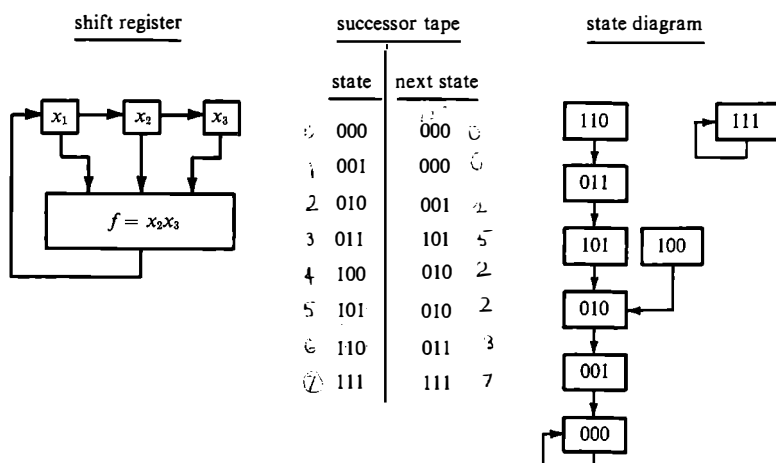 shift register
successor tape
state diagram
x₁ x₂ x₃
f = x₂x₃
state next state
0 000 000 0
1 001 000 0
2 010 001
3 011 101 5
4 100 010 2
5 101 010 2
6 110 011 3
7 111 111 7
110 111
011
101 100
010
001
000